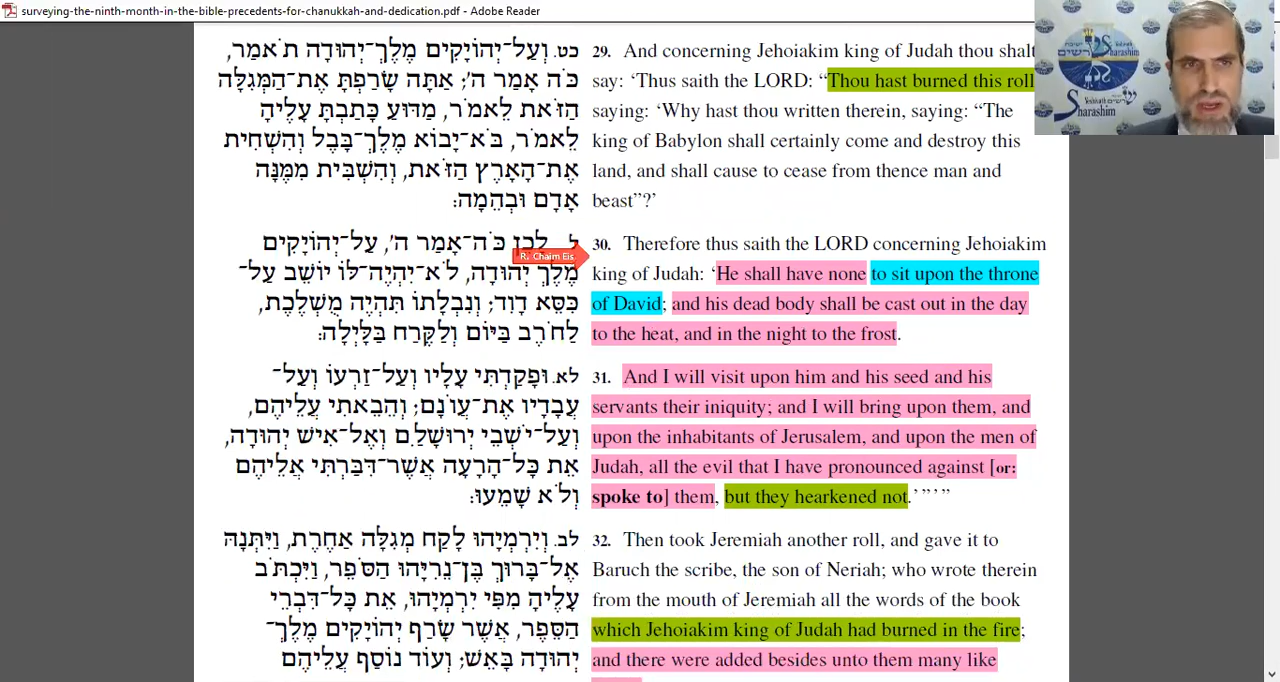 surveying-the-ninth-month-in-the-bible-precedents-for-chanukkah-and-dedication.pdf - Adobe Reader
כט. וְעַל־יְהוֹיָקִים מֶלֶךְ־יְהוּדָה תֹאמַר,
כֹּה אָמַר ה'; אַתָּה שָׂרַפְתָּ אֶת־הַמְּגִלָּה
הַזֹּאת לֵאמֹר, מַדּוּעַ כָּתַבְתָּ עָלֶיהָ
לֵאמֹר, בֹּא־יָבוֹא מֶלֶךְ־בָּבֶל וְהִשְׁחִית
אֶת־הָאָרֶץ הַזֹּאת, וְהִשְׁבִּית מִמֶּנָּה
אָדָם וּבְהֵמָה:
ל. לָכֵן כֹּה־אָמַר ה', עַל־יְהוֹיָקִים
מֶלֶךְ יְהוּדָה, לֹא־יִהְיֶה־לּוֹ יוֹשֵׁב עַל־
כִּסֵּא דָוִד; וְנִבְלָתוֹ תִּהְיֶה מֻשְׁלֶכֶת,
לַחֹרֶב בַּיּוֹם וְלַקֶּרַח בַּלָּיְלָה:
לא. וּפָקַדְתִּי עָלָיו וְעַל־זַרְעוֹ וְעַל־
עֲבָדָיו אֶת־עֲוֹנָם; וְהֵבֵאתִי עֲלֵיהֶם,
וְעַל־יֹשְׁבֵי יְרוּשָׁלִַם וְאֶל־אִישׁ יְהוּדָה,
אֵת כָּל־הָרָעָה אֲשֶׁר־דִּבַּרְתִּי אֲלֵיהֶם
וְלֹא שָׁמֵעוּ:
לב. וְיִרְמְיָהוּ לָקַח מְגִלָּה אַחֶרֶת, וַיִּתְּנָהּ
אֶל־בָּרוּךְ בֶּן־נֵרִיָּהוּ הַסֹּפֵר, וַיִּכְתֹּב
עָלֶיהָ מִפִּי יִרְמְיָהוּ, אֵת כָּל־דִּבְרֵי
הַסֵּפֶר, אֲשֶׁר שָׂרַף יְהוֹיָקִים מֶלֶךְ־
יְהוּדָה בָּאֵשׁ; וְעוֹד נוֹסַף עֲלֵיהֶם
29. And concerning Jehoiakim king of Judah thou shalt
say: ‘Thus saith the LORD: “Thou hast burned this roll
saying: ‘Why hast thou written therein, saying: “The
king of Babylon shall certainly come and destroy this
land, and shall cause to cease from thence man and
beast”?’
30. Therefore thus saith the LORD concerning Jehoiakim
king of Judah: ‘He shall have none to sit upon the throne
of David; and his dead body shall be cast out in the day
to the heat, and in the night to the frost.
31. And I will visit upon him and his seed and his
servants their iniquity; and I will bring upon them, and
upon the inhabitants of Jerusalem, and upon the men of
Judah, all the evil that I have pronounced against [or:
spoke to] them, but they hearkened not.’”’”
32. Then took Jeremiah another roll, and gave it to
Baruch the scribe, the son of Neriah; who wrote therein
from the mouth of Jeremiah all the words of the book
which Jehoiakim king of Judah had burned in the fire;
and there were added besides unto them many like
R. Chaim Eis
Sharashim
Sharashim